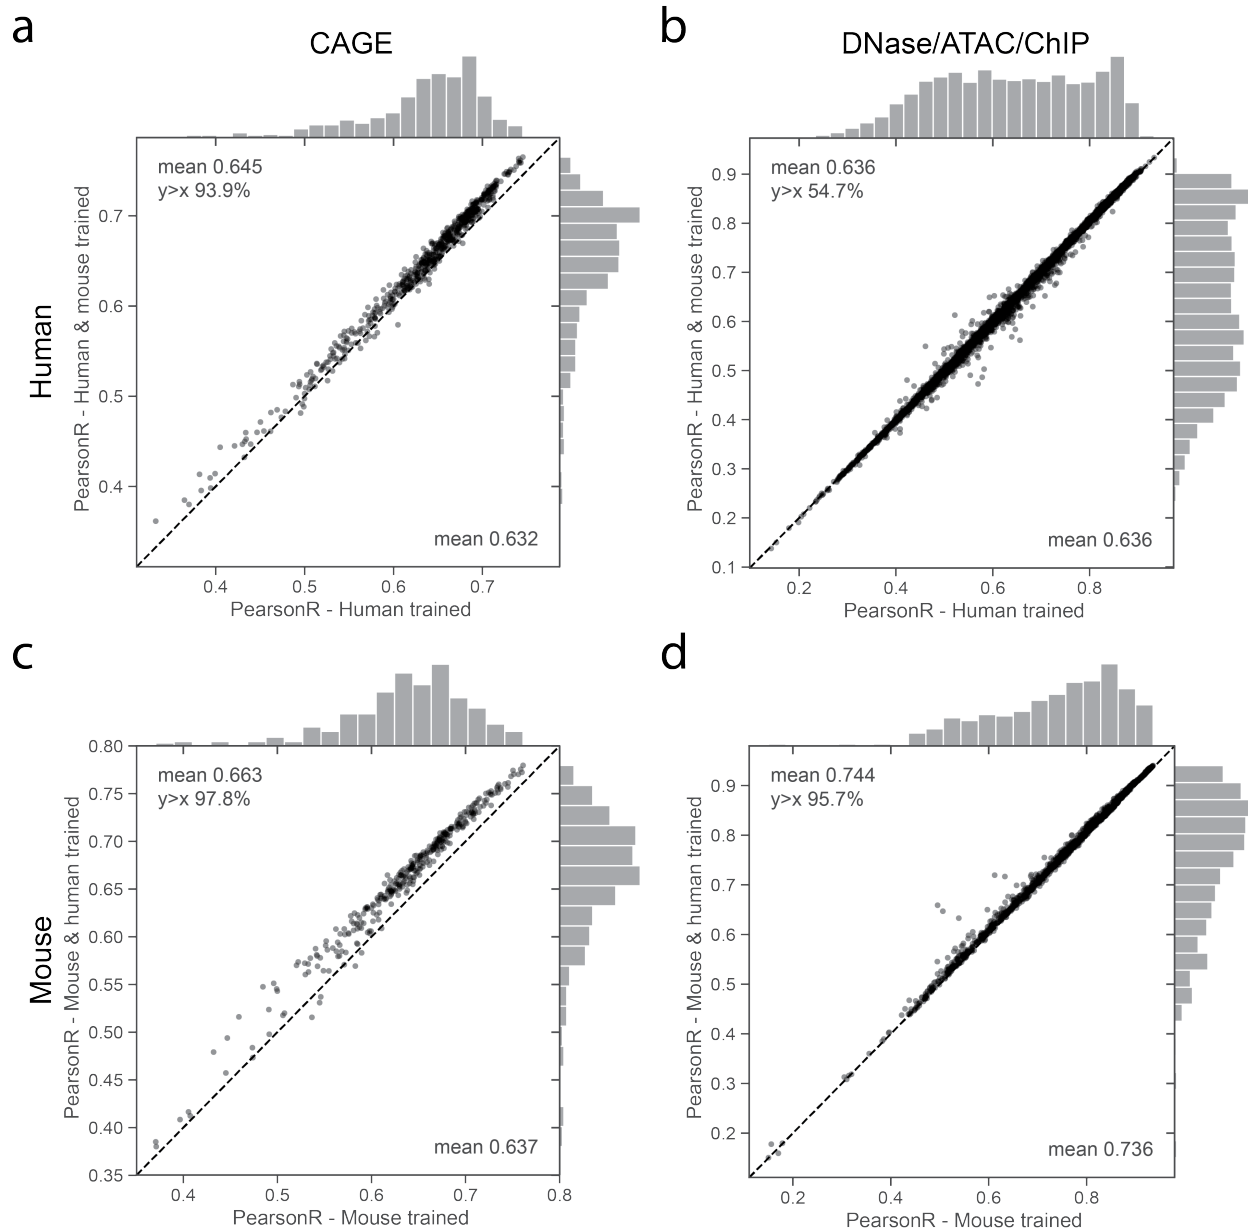 a
CAGE
b
DNase/ATAC/ChIP
Human
mean 0.645
y>x 93.9%
PearsonR - Human & mouse trained
0.7
0.6
0.5
0.4
mean 0.632
0.4 0.5 0.6 0.7
PearsonR - Human trained
mean 0.636
y>x 54.7%
PearsonR - Human & mouse trained
0.9
0.8
0.7
0.6
0.5
0.4
0.3
0.2
0.1
mean 0.636
0.2 0.4 0.6 0.8
PearsonR - Human trained
c
d
Mouse
mean 0.663
y>x 97.8%
PearsonR - Mouse & human trained
0.80
0.75
0.70
0.65
0.60
0.55
0.50
0.45
0.40
0.35
mean 0.637
0.4 0.5 0.6 0.7 0.8
PearsonR - Mouse trained
mean 0.744
y>x 95.7%
PearsonR - Mouse & human trained
0.9
0.8
0.7
0.6
0.5
0.4
0.3
0.2
mean 0.736
0.2 0.4 0.6 0.8
PearsonR - Mouse trained